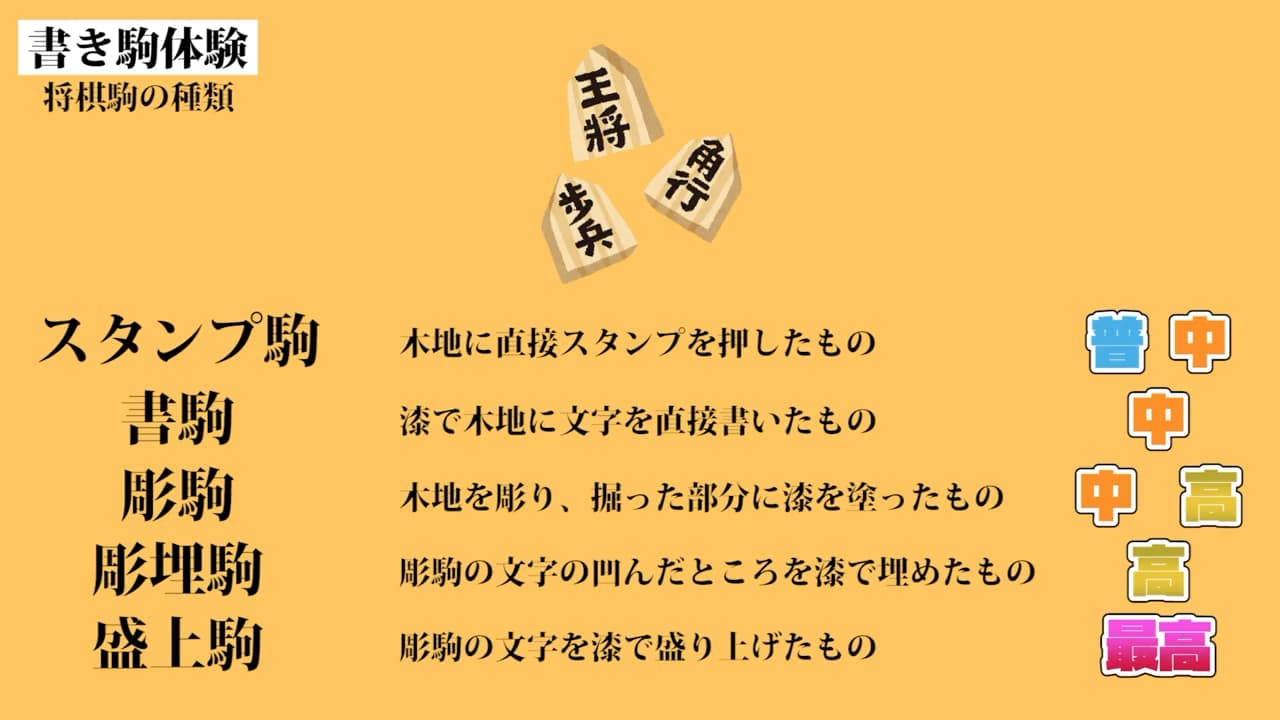 書き駒体験
将棋駒の種類
王将
角行
歩兵
スタンプ駒 木地に直接スタンプを押したもの 普 中
書駒 漆で木地に文字を直接書いたもの 中
彫駒 木地を彫り、掘った部分に漆を塗ったもの 中 高
彫埋駒 彫駒の文字の凹んだところを漆で埋めたもの 高
盛上駒 彫駒の文字を漆で盛り上げたもの 最高